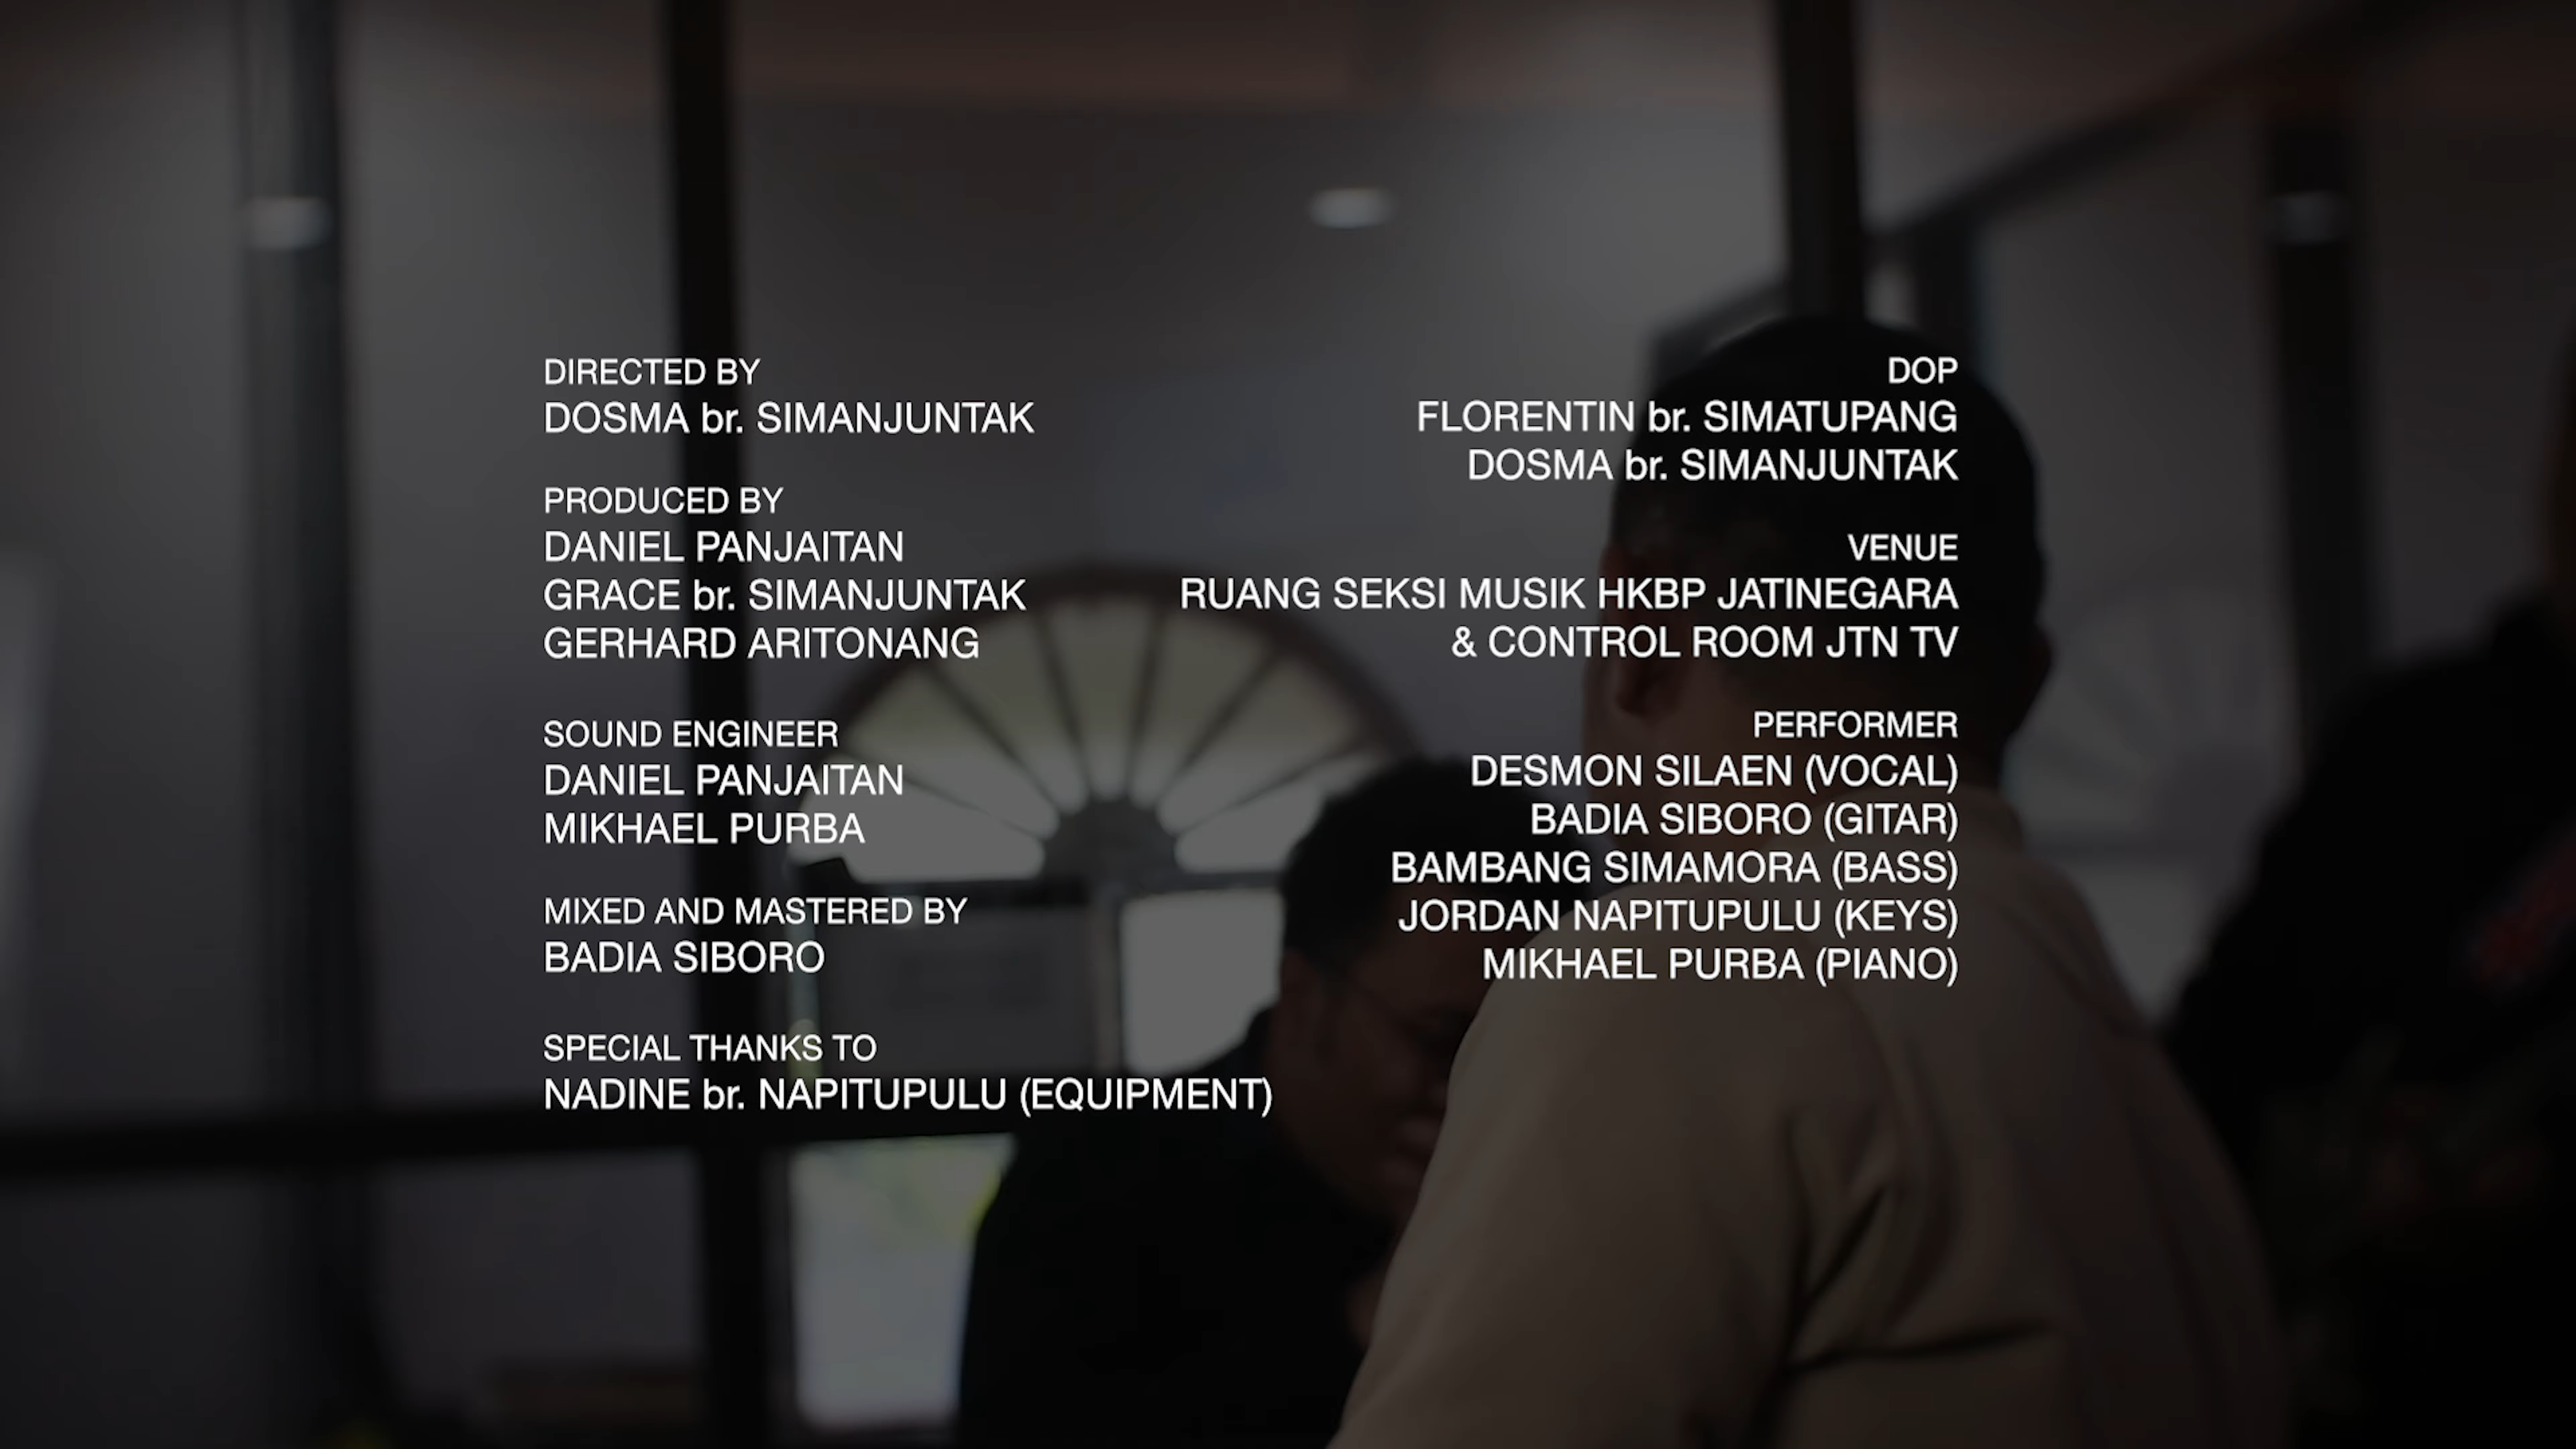 DIRECTED BY
DOSMA br. SIMANJUNTAK
PRODUCED BY
DANIEL PANJAITAN
GRACE br. SIMANJUNTAK
GERHARD ARITONANG
SOUND ENGINEER
DANIEL PANJAITAN
MIKHAEL PURBA
MIXED AND MASTERED BY
BADIA SIBORO
SPECIAL THANKS TO
NADINE br. NAPITUPULU (EQUIPMENT)
DOP
FLORENTIN br. SIMATUPANG
DOSMA br. SIMANJUNTAK
VENUE
RUANG SEKSI MUSIK HKBP JATINEGARA
& CONTROL ROOM JTN TV
PERFORMER
DESMON SILAEN (VOCAL)
BADIA SIBORO (GITAR)
BAMBANG SIMAMORA (BASS)
JORDAN NAPITUPULU (KEYS)
MIKHAEL PURBA (PIANO)